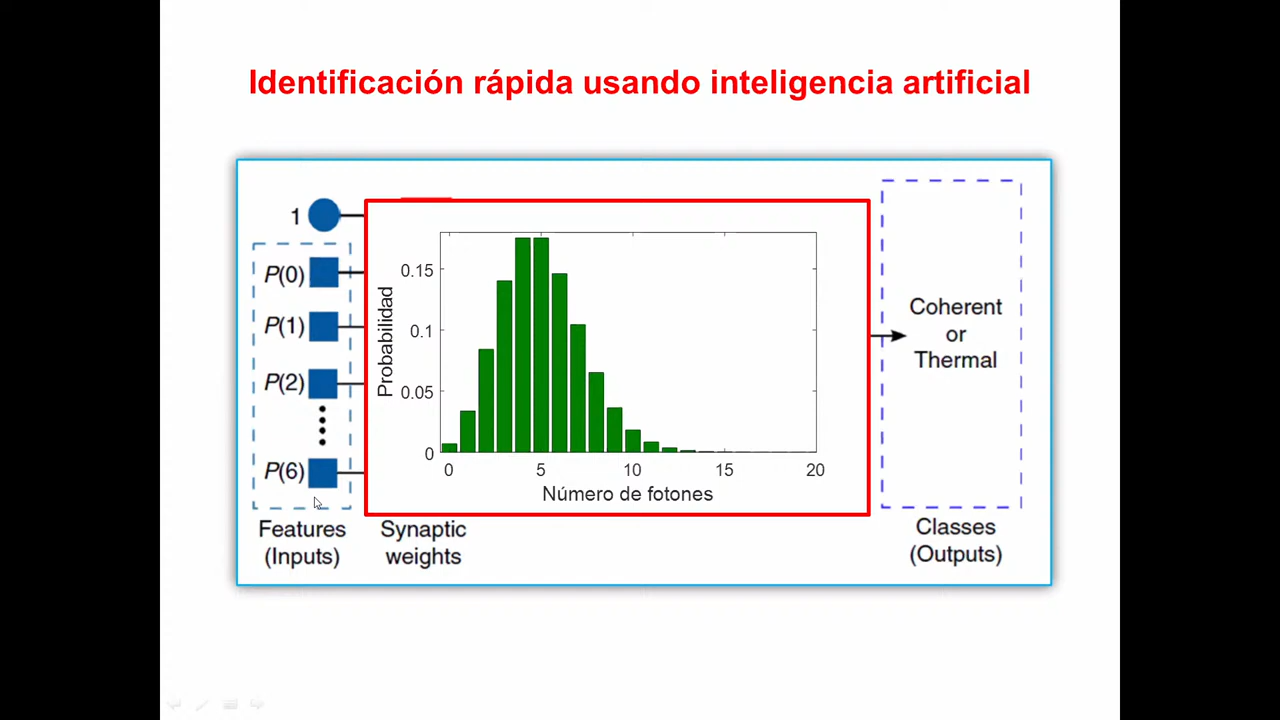 Identificación rápida usando inteligencia artificial
1
P(0)
P(1)
P(2)
P(6)
Features
(Inputs)
Synaptic
weights
Probabilidad
0.15
0.1
0.05
0
0
5
10
15
20
Número de fotones
Coherent
or
Thermal
Classes
(Outputs)